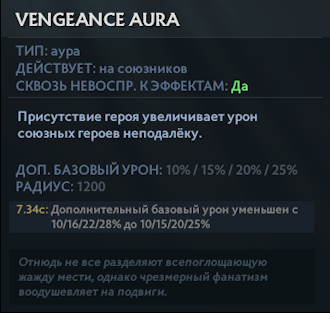 VENGEANCE AURA
ТИП: аура
ДЕЙСТВУЕТ: на союзников
СКВОЗЬ НЕВОСПР. К ЭФФЕКТАМ: Да
Присутствие героя увеличивает урон
союзных героев неподалёку.
ДОП. БАЗОВЫЙ УРОН: 10% / 15% / 20% / 25%
РАДИУС: 1200
7.34c: Дополнительный базовый урон уменьшен с
10/16/22/28% до 10/15/20/25%
Отнюдь не все разделяют всепоглощающую
жажду мести, однако чрезмерный фанатизм
воодушевляет на подвиги.